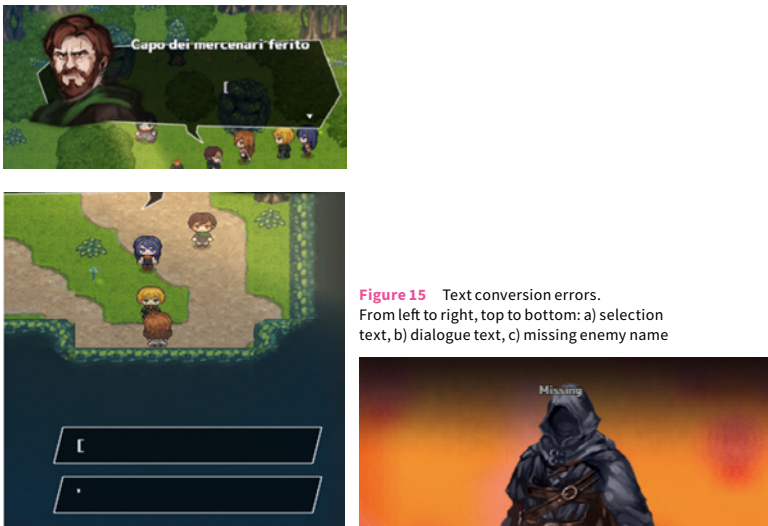 Capo dei mercenari ferito
[
[
'
Figure 15 Text conversion errors.
From left to right, top to bottom: a) selection
text, b) dialogue text, c) missing enemy name
Missing